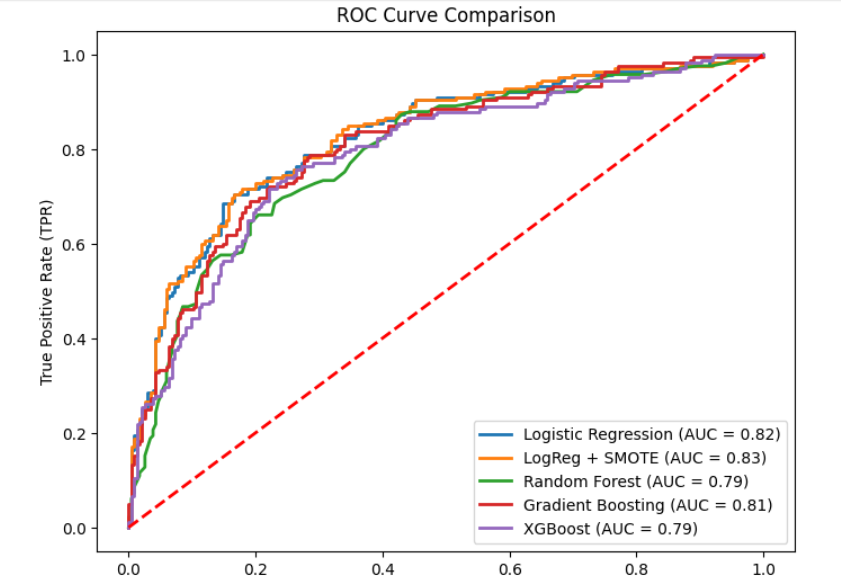 ROC Curve Comparison
1.0
0.8
0.6
0.4
0.2
0.0
True Positive Rate (TPR)
Logistic Regression (AUC = 0.82)
LogReg + SMOTE (AUC = 0.83)
Random Forest (AUC = 0.79)
Gradient Boosting (AUC = 0.81)
XGBoost (AUC = 0.79)
0.0 0.2 0.4 0.6 0.8 1.0